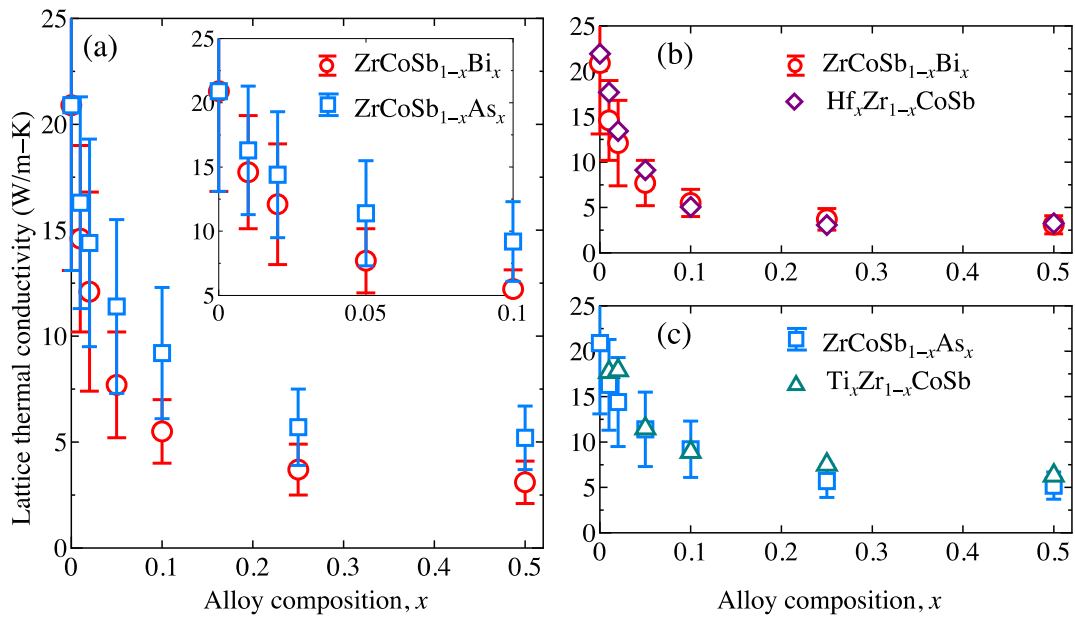 Lattice thermal conductivity (W/m−K)
25
20
15
10
5
0
0 0.1 0.2 0.3 0.4 0.5
Alloy composition, x
(a)
25
20
15
10
5
0 0.05 0.1
ZrCoSb₁₋ₓBiₓ
ZrCoSb₁₋ₓAsₓ
(b)
25
20
15
10
5
0
0 0.1 0.2 0.3 0.4 0.5
ZrCoSb₁₋ₓBiₓ
HfₓZr₁₋ₓCoSb
(c)
25
20
15
10
5
0
0 0.1 0.2 0.3 0.4 0.5
ZrCoSb₁₋ₓAsₓ
TiₓZr₁₋ₓCoSb
Alloy composition, x